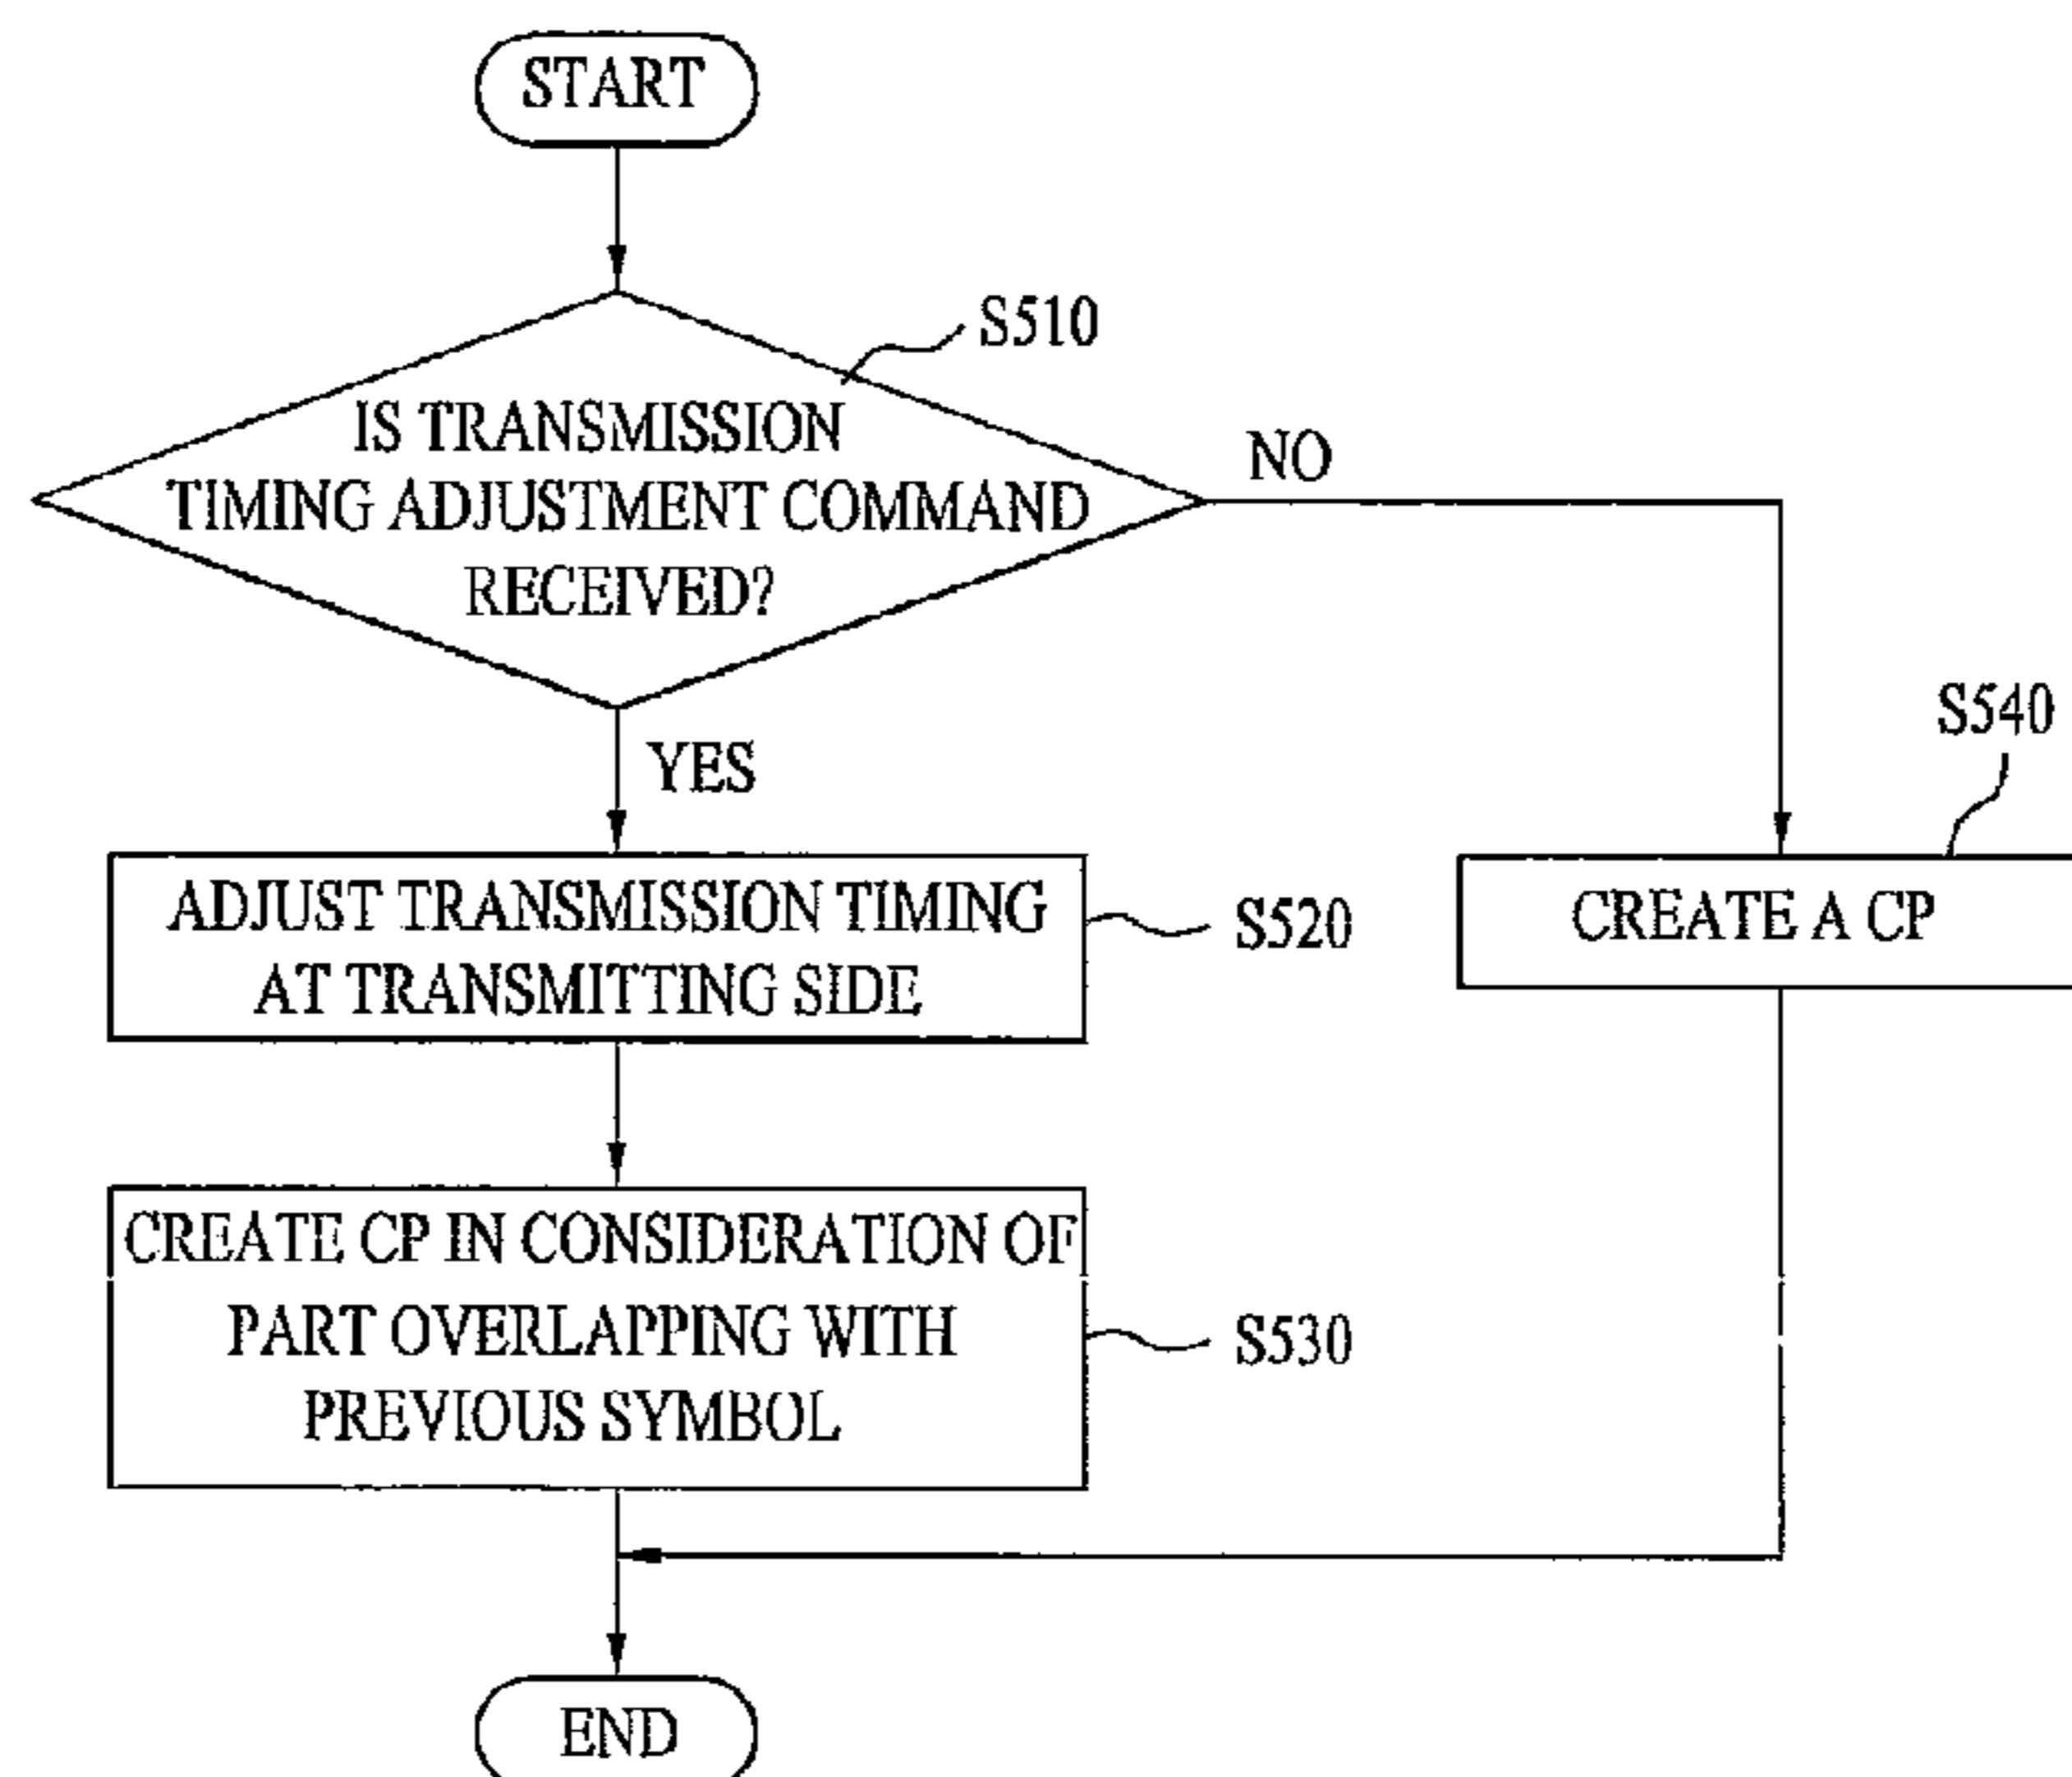 START
S510
IS TRANSMISSION
TIMING ADJUSTMENT COMMAND
RECEIVED?
NO
YES
S540
ADJUST TRANSMISSION TIMING
AT TRANSMITTING SIDE
S520
CREATE A CP
CREATE CP IN CONSIDERATION OF
PART OVERLAPPING WITH
PREVIOUS SYMBOL
S530
END